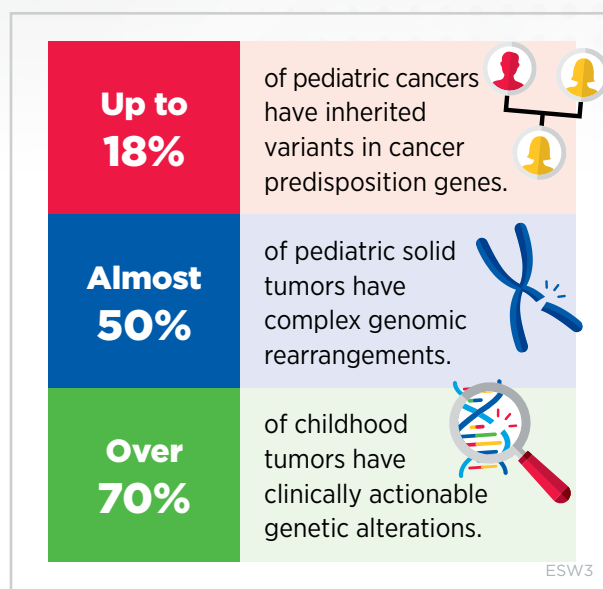 Up to
18%
of pediatric cancers
have inherited
variants in cancer
predisposition genes.
Almost
50%
of pediatric solid
tumors have
complex genomic
rearrangements.
Over
70%
of childhood
tumors have
clinically actionable
genetic alterations.
ESW3